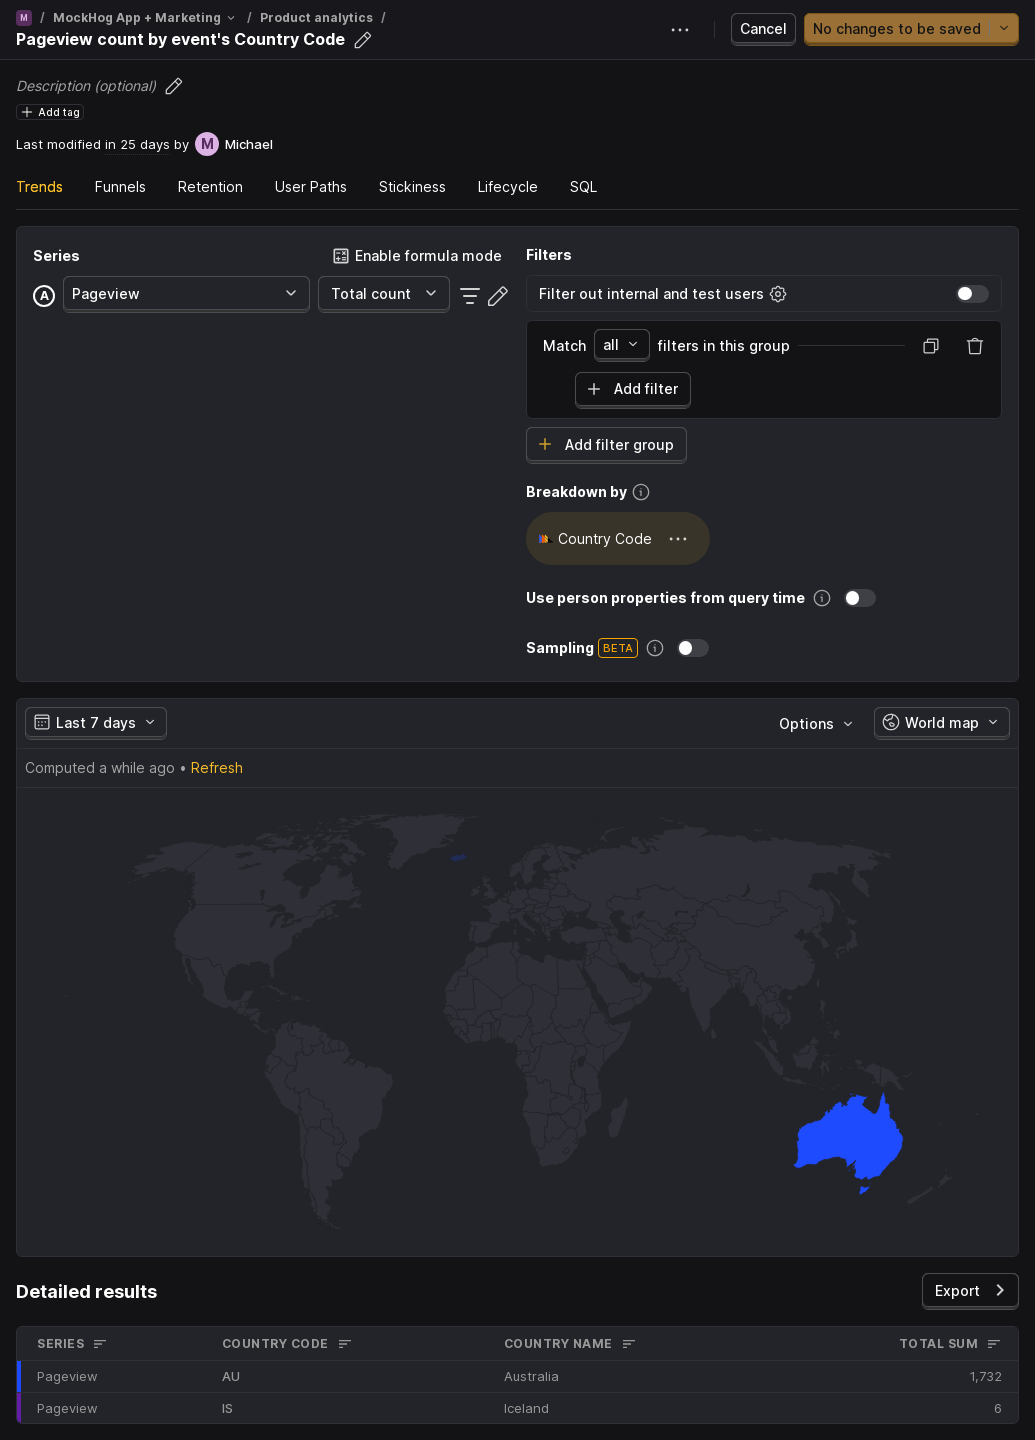 M / MockHog App + Marketing / Product analytics /
Pageview count by event's Country Code
Cancel
No changes to be saved
Description (optional)
Add tag
Last modified in 25 days by M Michael
Trends Funnels Retention User Paths Stickiness Lifecycle SQL
Series
Enable formula mode
A Pageview Total count
Filters
Filter out internal and test users
Match all filters in this group
Add filter
Add filter group
Breakdown by
Country Code
Use person properties from query time
Sampling BETA
Last 7 days Options World map
Computed a while ago • Refresh
Detailed results
Export
SERIES COUNTRY CODE COUNTRY NAME TOTAL SUM
Pageview AU Australia 1,732
Pageview IS Iceland 6